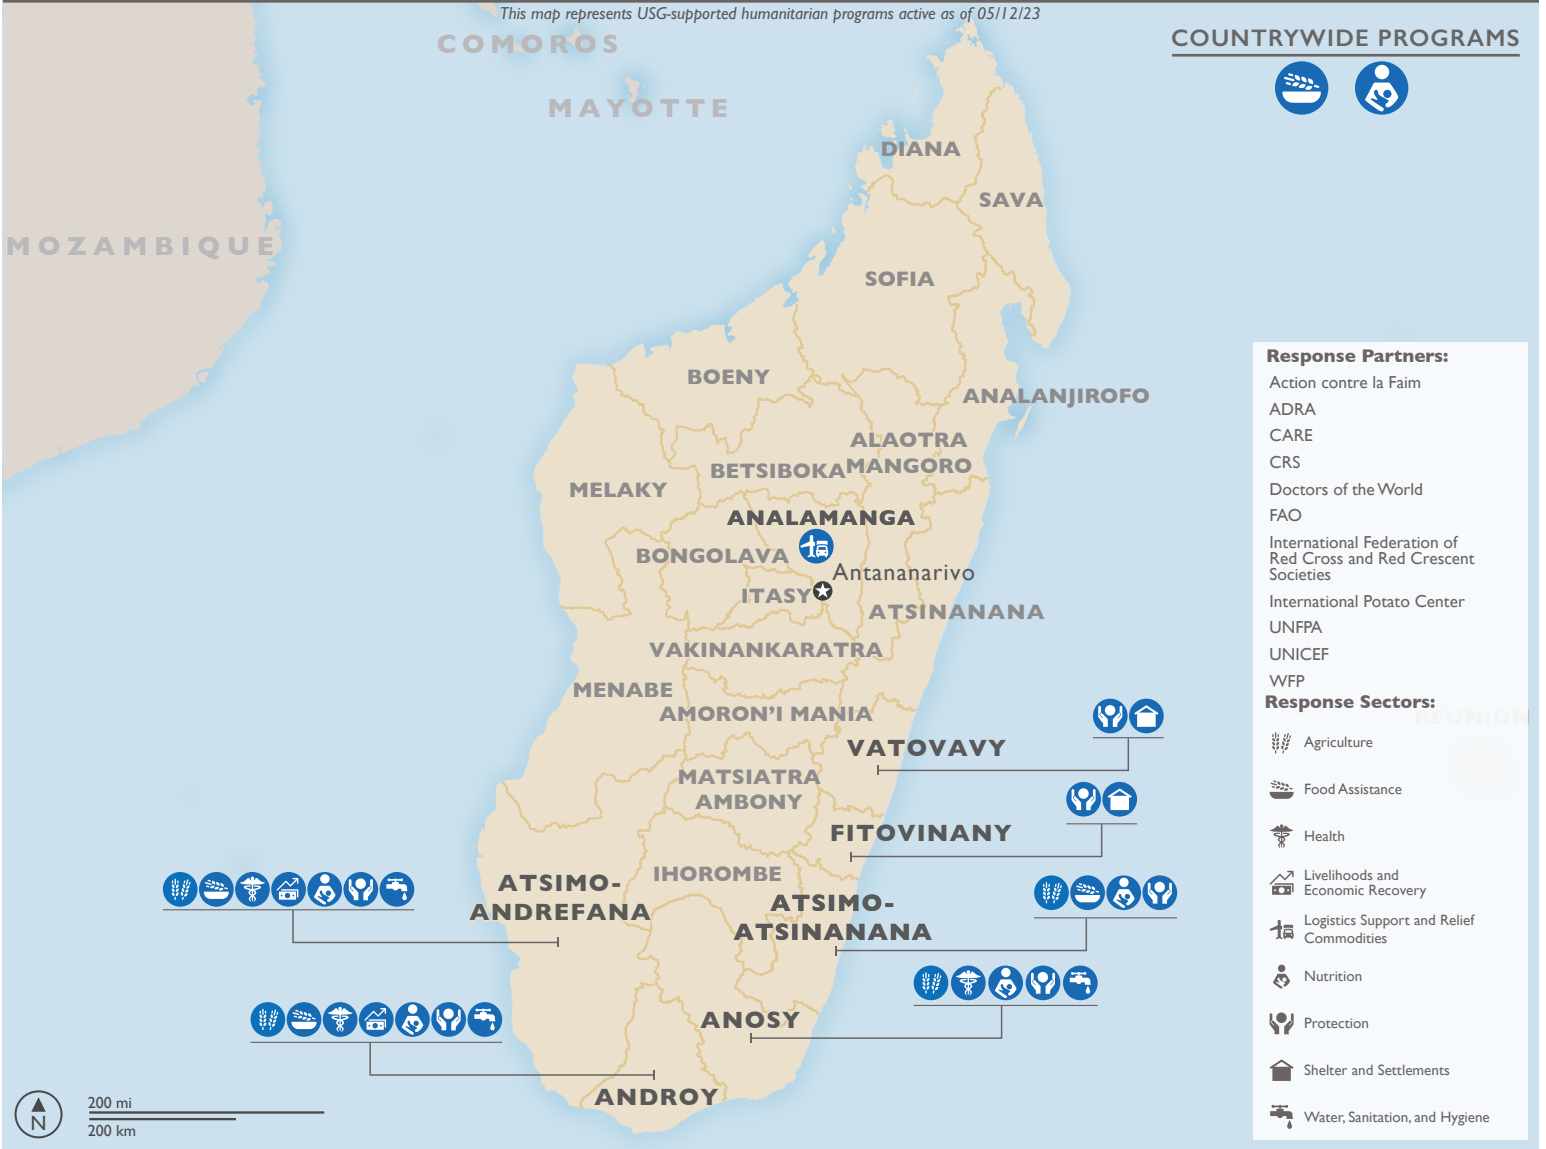 This map represents USG-supported humanitarian programs active as of 05/12/23
COMOROS
MAYOTTE
MOZAMBIQUE
COUNTRYWIDE PROGRAMS
DIANA
SAVA
SOFIA
BOENY
ANALANJIROFO
ALAOTRA
MANGORO
BETSIBOKA
MELAKY
ANALAMANGA
BONGOLAVA
Antananarivo
ITASY
ATSINANANA
VAKINANKARATRA
MENABE
AMORON'I MANIA
VATOVAVY
MATSIATRA
AMBONY
FITOVINANY
IHOROMBE
ATSIMO-
ANDREFANA
ATSIMO-
ATSINANANA
ANOSY
ANDROY
N
200 mi
200 km
Response Partners:
Action contre la Faim
ADRA
CARE
CRS
Doctors of the World
FAO
International Federation of
Red Cross and Red Crescent
Societies
International Potato Center
UNFPA
UNICEF
WFP
Response Sectors:
REUNION
Agriculture
Food Assistance
Health
Livelihoods and
Economic Recovery
Logistics Support and Relief
Commodities
Nutrition
Protection
Shelter and Settlements
Water, Sanitation, and Hygiene